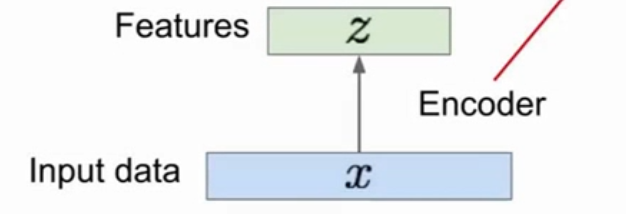 Features z
Encoder
Input data x